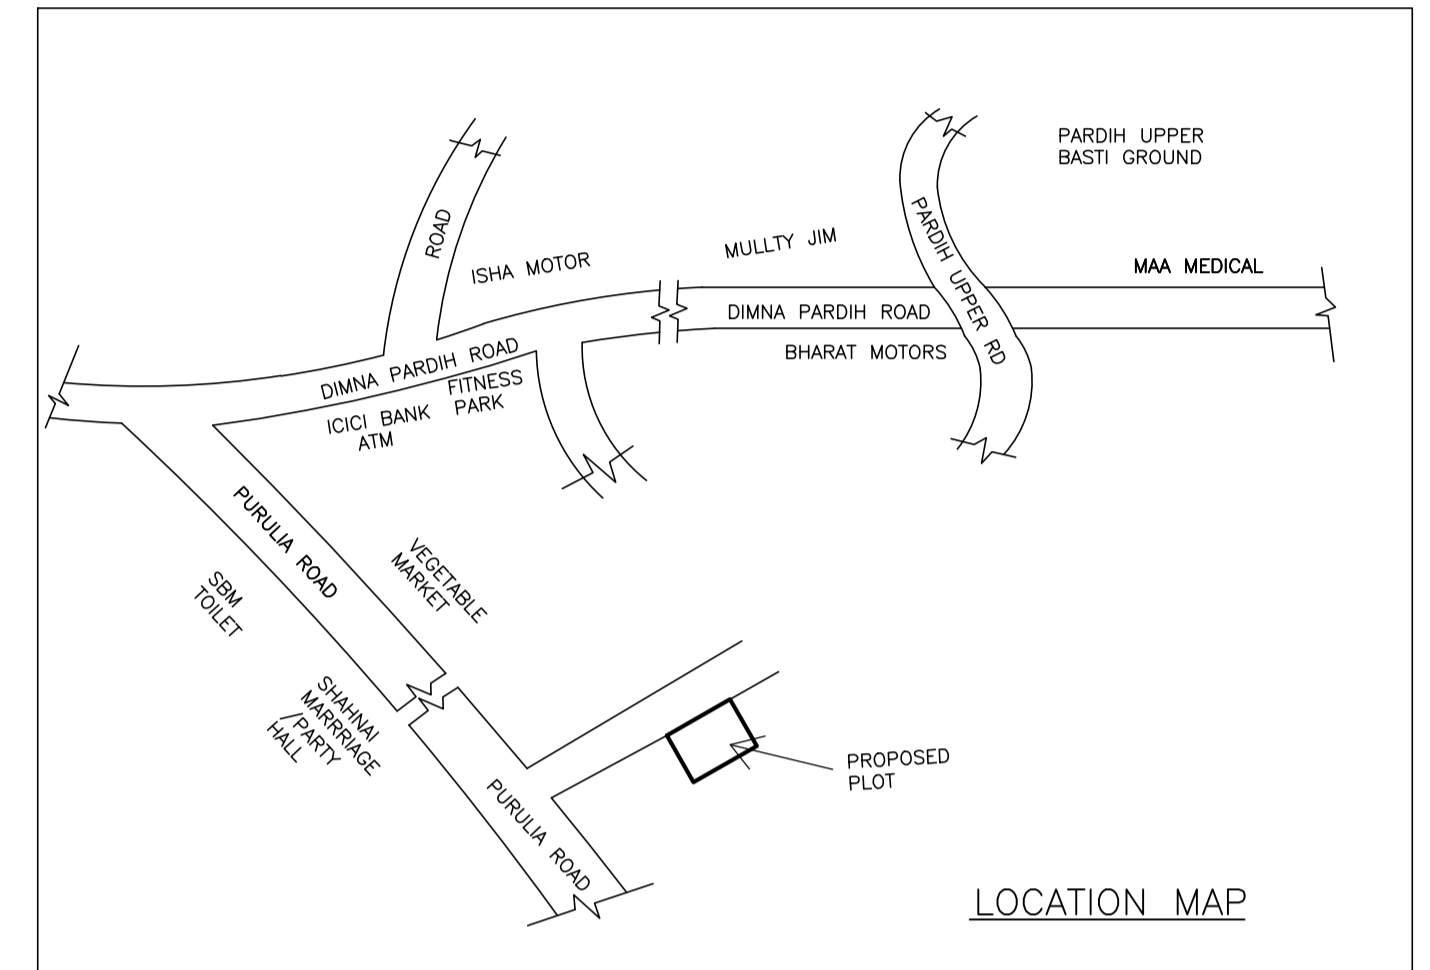 PARDIH UPPER
BASTI GROUND
ROAD
ISHA MOTOR
MULLTY JIM
PARDIH UPPER RD
MAA MEDICAL
DIMNA PARDIH ROAD
BHARAT MOTORS
DIMNA PARDIH ROAD
FITNESS
PARK
ICICI BANK
ATM
PURULIA ROAD
VEGETABLE
MARKET
SBM
TOILET
SHAHNAI
MARRRIAGE
/PARTY
HALL
PROPOSED
PLOT
PURULIA ROAD
LOCATION MAP